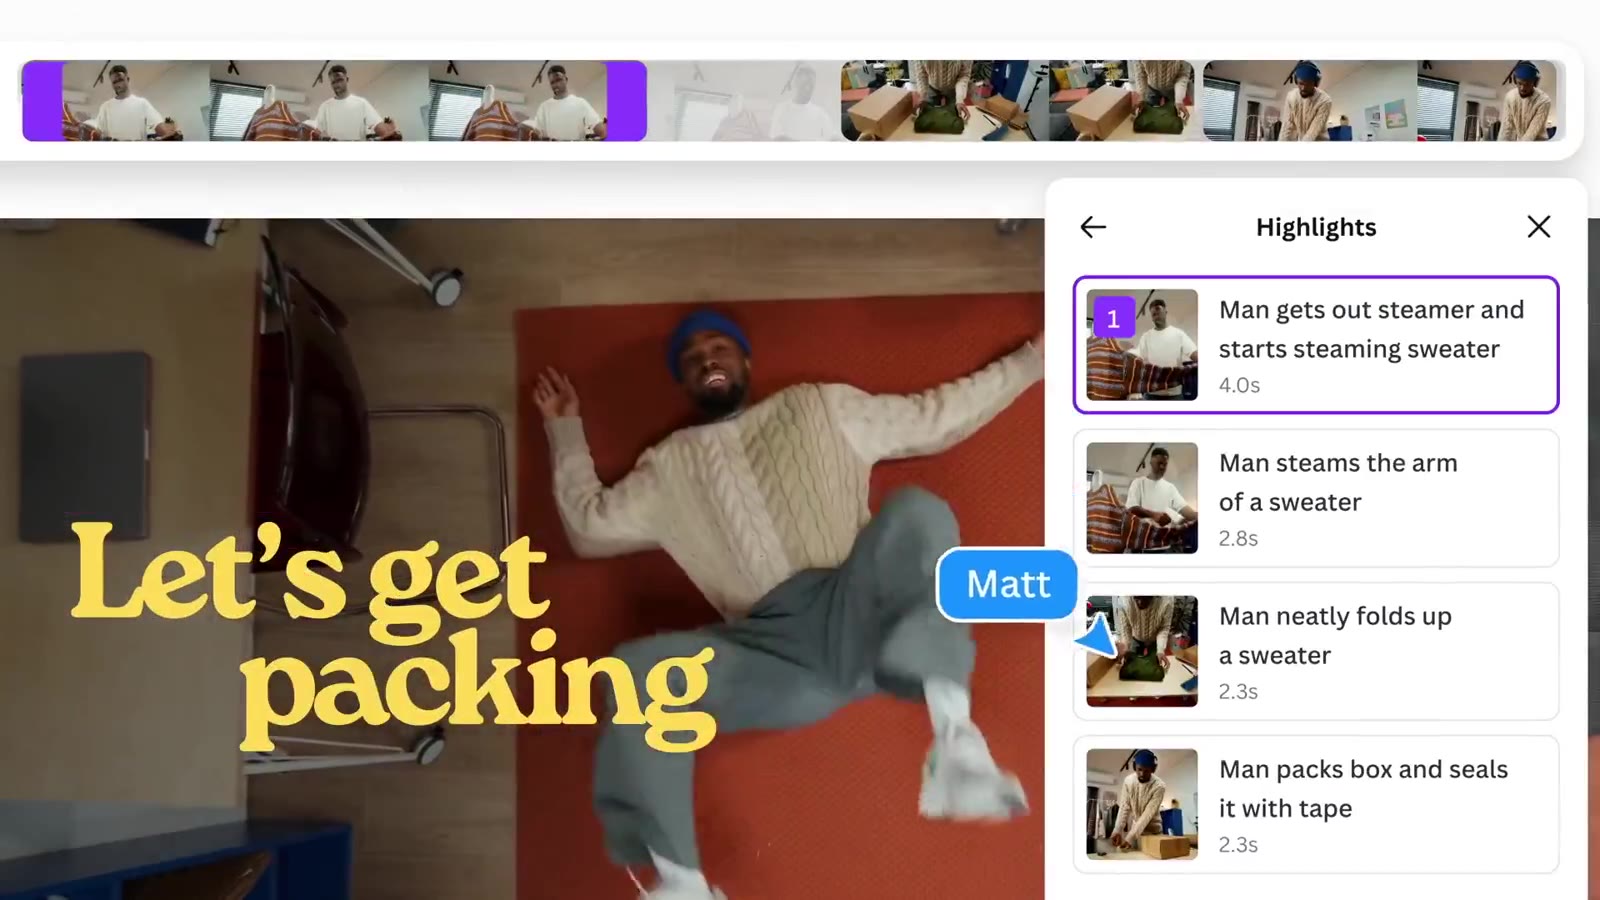 Highlights
1
Man gets out steamer and
starts steaming sweater
4.0s
Man steams the arm
of a sweater
2.8s
Man neatly folds up
a sweater
2.3s
Man packs box and seals
it with tape
2.3s
Let's get
packing
Matt